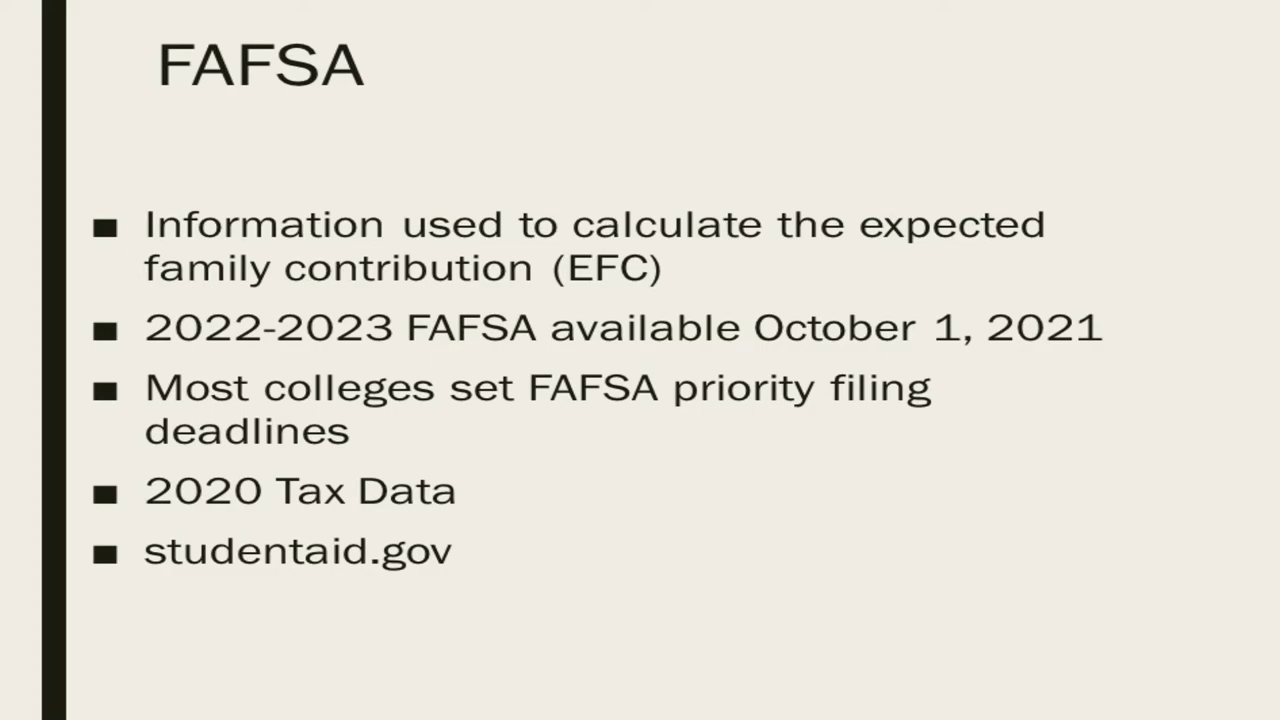 FAFSA
■ Information used to calculate the expected
family contribution (EFC)
■ 2022-2023 FAFSA available October 1, 2021
■ Most colleges set FAFSA priority filing
deadlines
■ 2020 Tax Data
■ studentaid.gov